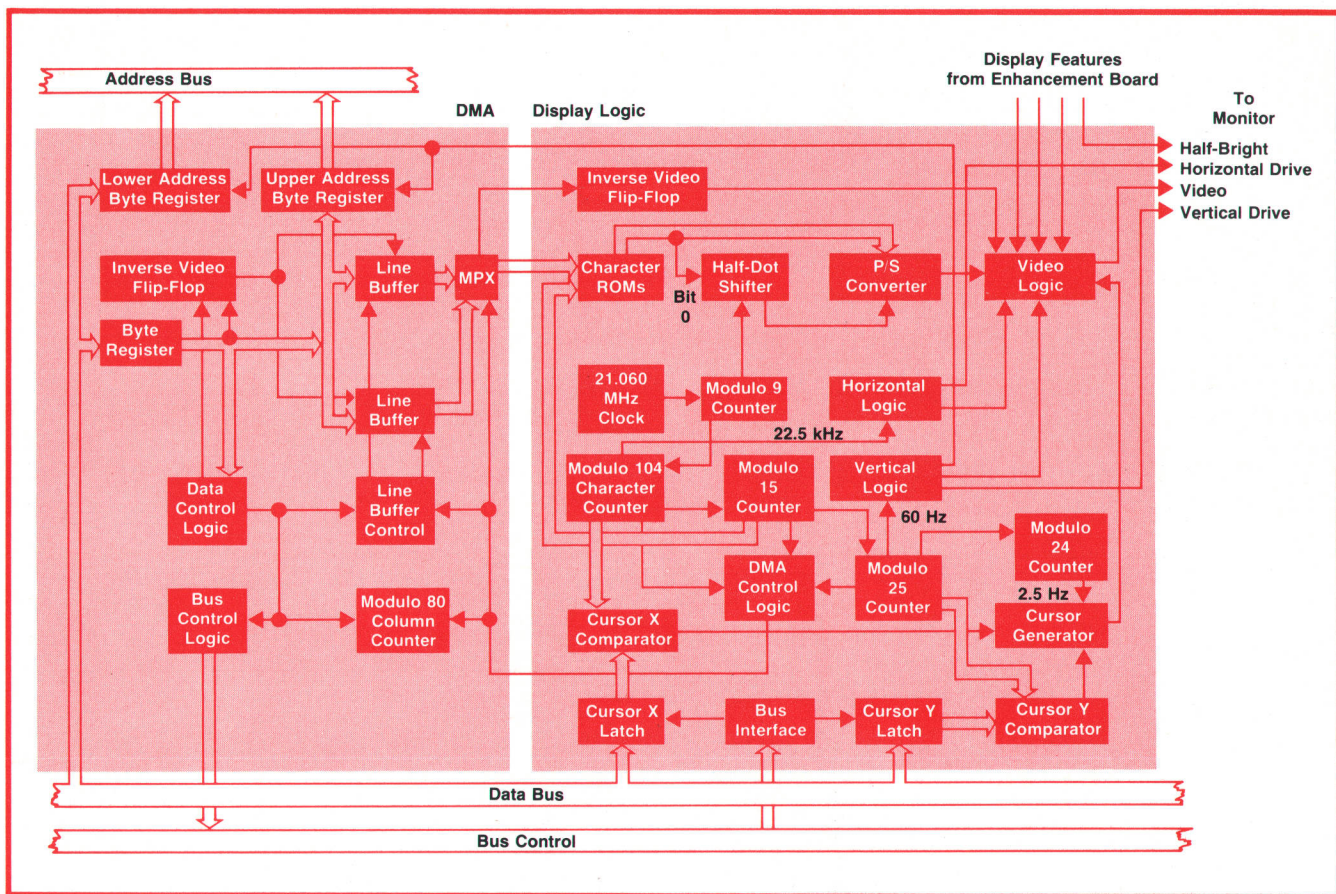 Address Bus
Display Features
from Enhancement Board
To
Monitor
DMA
Display Logic
Half-Bright
Horizontal Drive
Video
Vertical Drive
Lower Address
Byte Register
Upper Address
Byte Register
Inverse Video
Flip-Flop
Inverse Video
Flip-Flop
Line
Buffer
MPX
Character
ROMs
Half-Dot
Shifter
P/S
Converter
Video
Logic
Bit
0
Byte
Register
Line
Buffer
21.060
MHz
Clock
Modulo 9
Counter
Horizontal
Logic
22.5 kHz
Data
Control
Logic
Line
Buffer
Control
Modulo 104
Character
Counter
Modulo
15
Counter
Vertical
Logic
60 Hz
Modulo
24
Counter
Bus
Control
Logic
Modulo 80
Column
Counter
DMA
Control
Logic
Modulo
25
Counter
2.5 Hz
Cursor
Generator
Cursor X
Comparator
Cursor X
Latch
Bus
Interface
Cursor Y
Latch
Cursor Y
Comparator
Data Bus
Bus Control